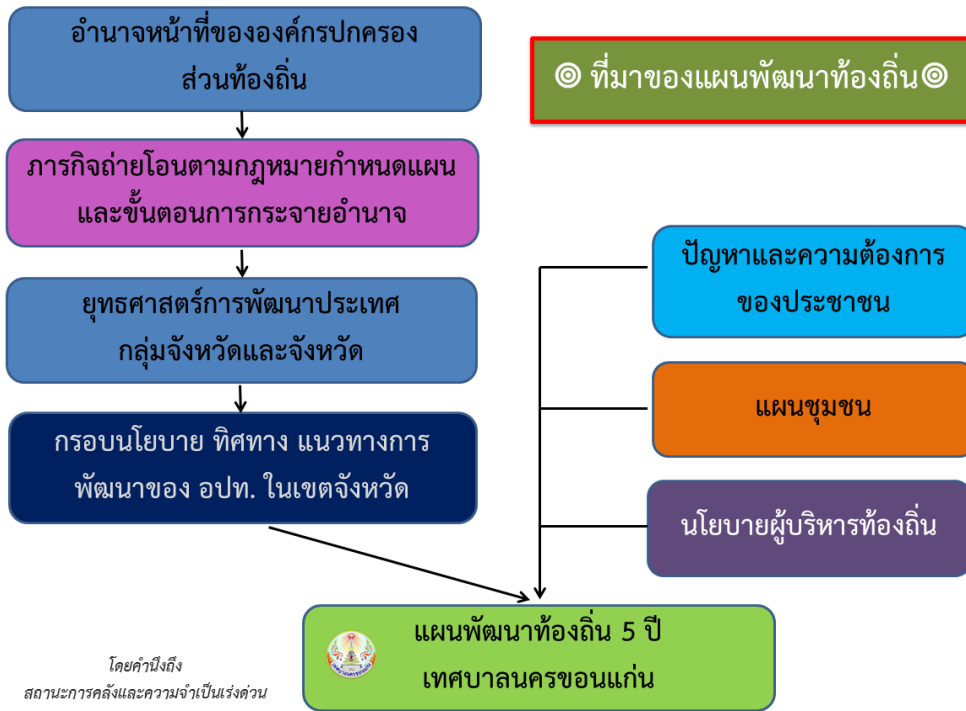 อำนาจหน้าที่ขององค์กรปกครอง
ส่วนท้องถิ่น
◎ ที่มาของแผนพัฒนาท้องถิ่น◎
ภารกิจถ่ายโอนตามกฎหมายกำหนดแผน
และขั้นตอนการกระจายอำนาจ
ยุทธศาสตร์การพัฒนาประเทศ
กลุ่มจังหวัดและจังหวัด
กรอบนโยบาย ทิศทาง แนวทางการ
พัฒนาของ อปท. ในเขตจังหวัด
ปัญหาและความต้องการ
ของประชาชน
แผนชุมชน
นโยบายผู้บริหารท้องถิ่น
แผนพัฒนาท้องถิ่น 5 ปี
เทศบาลนครขอนแก่น
เทศบาลนครขอนแก่น
โดยคำนึงถึง
สถานะการคลังและความจำเป็นเร่งด่วน